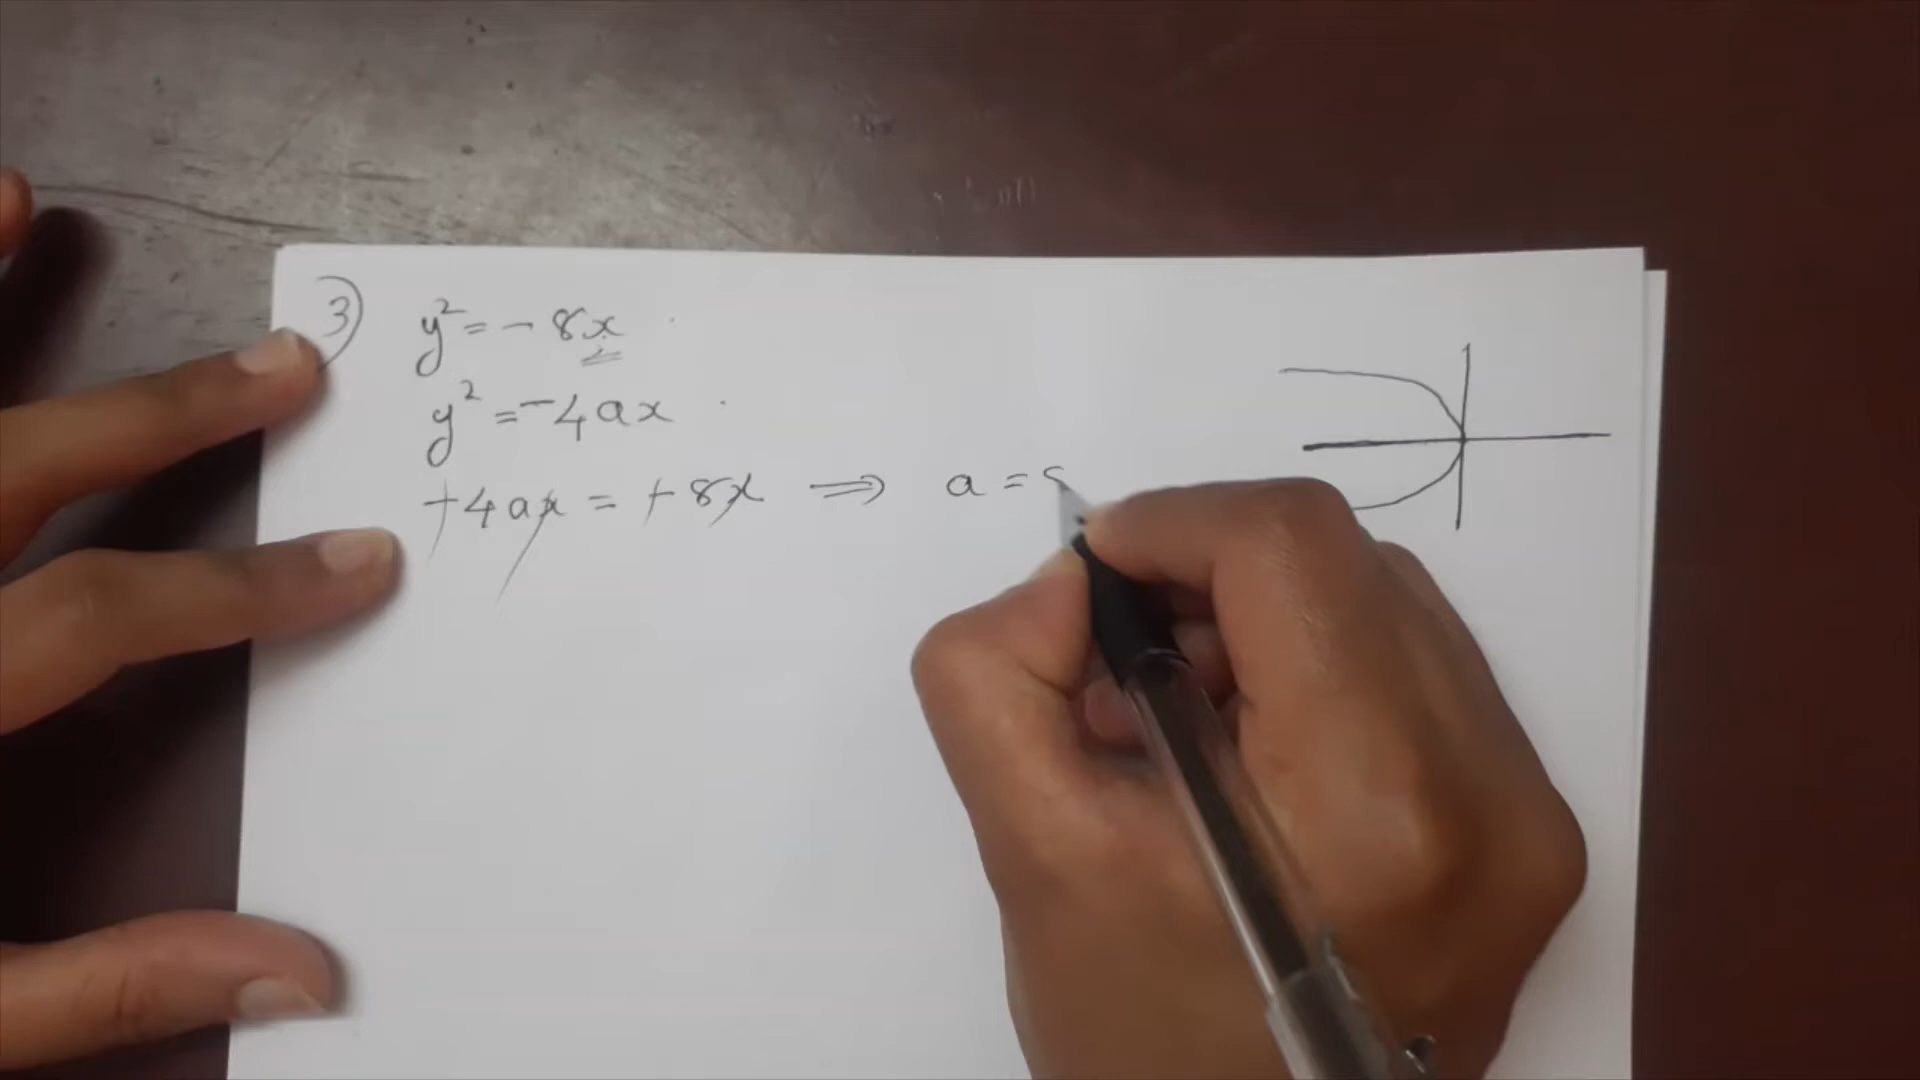 3) y² = - 8x
y² = -4ax
+4ax = +8x ⇒ a =